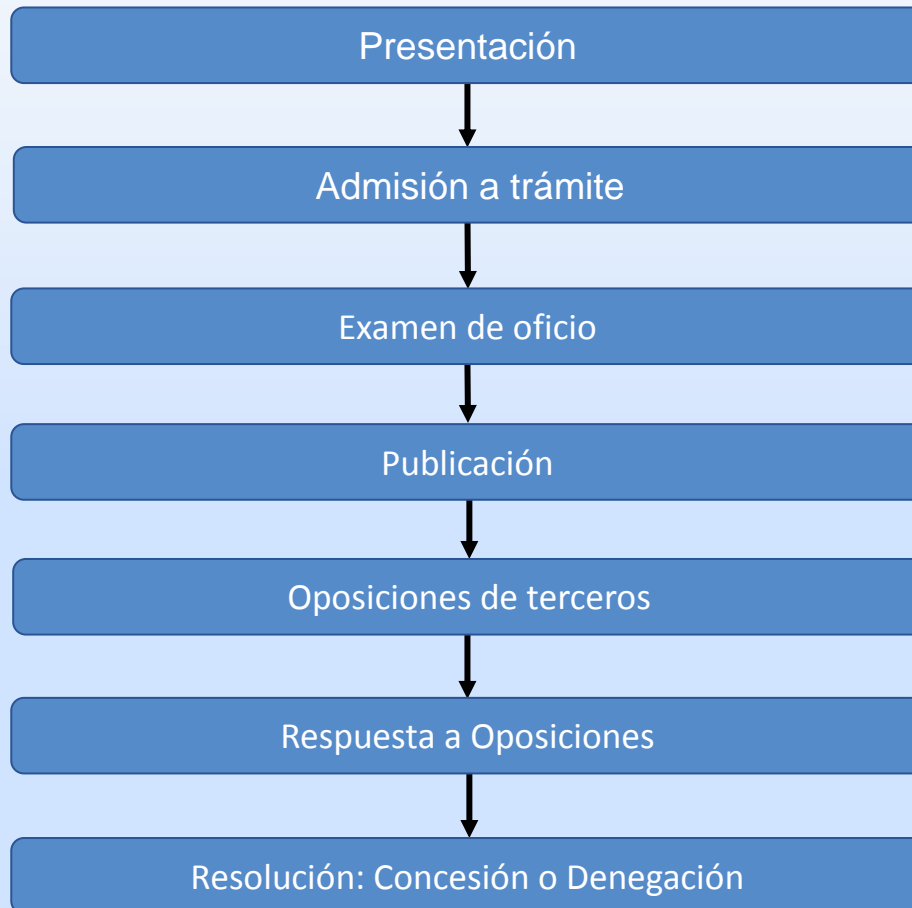 Presentación
Admisión a trámite
Examen de oficio
Publicación
Oposiciones de terceros
Respuesta a Oposiciones
Resolución: Concesión o Denegación